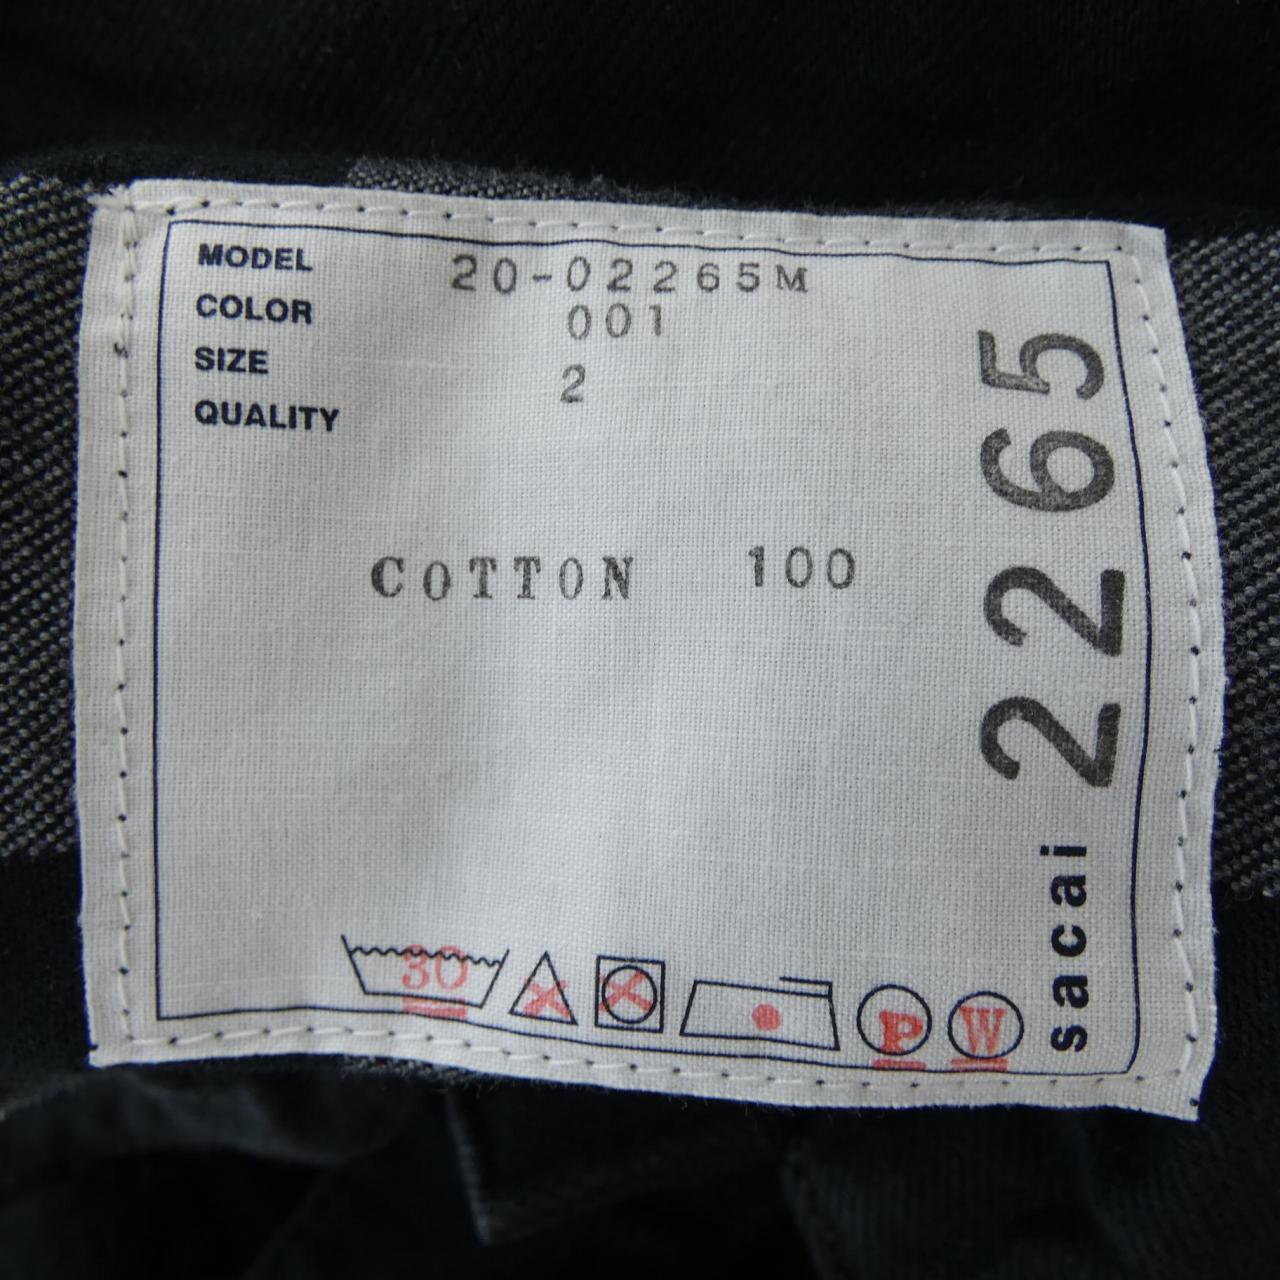 MODEL 20-02265M
COLOR 001
SIZE 2
QUALITY
COTTON 100
sacai 2265
30 P W